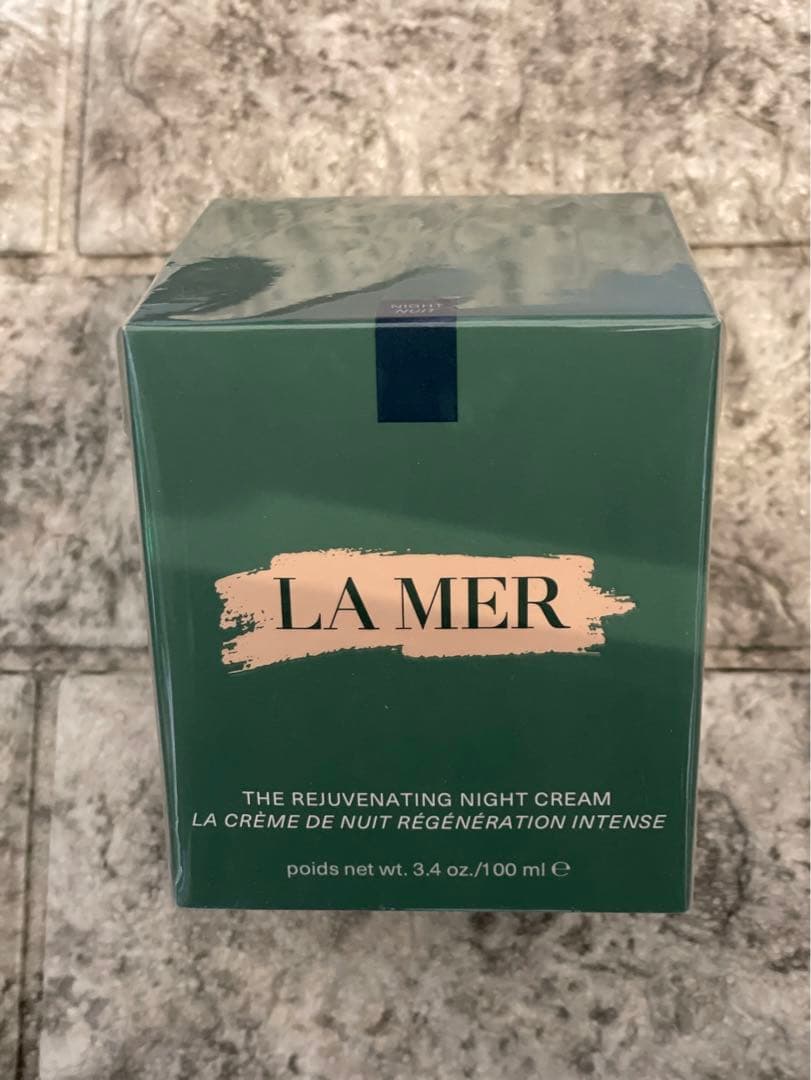 NIGHT
NUIT
LA MER
THE REJUVENATING NIGHT CREAM
LA CRÈME DE NUIT RÉGÉNÉRATION INTENSE
poids net wt. 3.4 oz./100 ml ℮